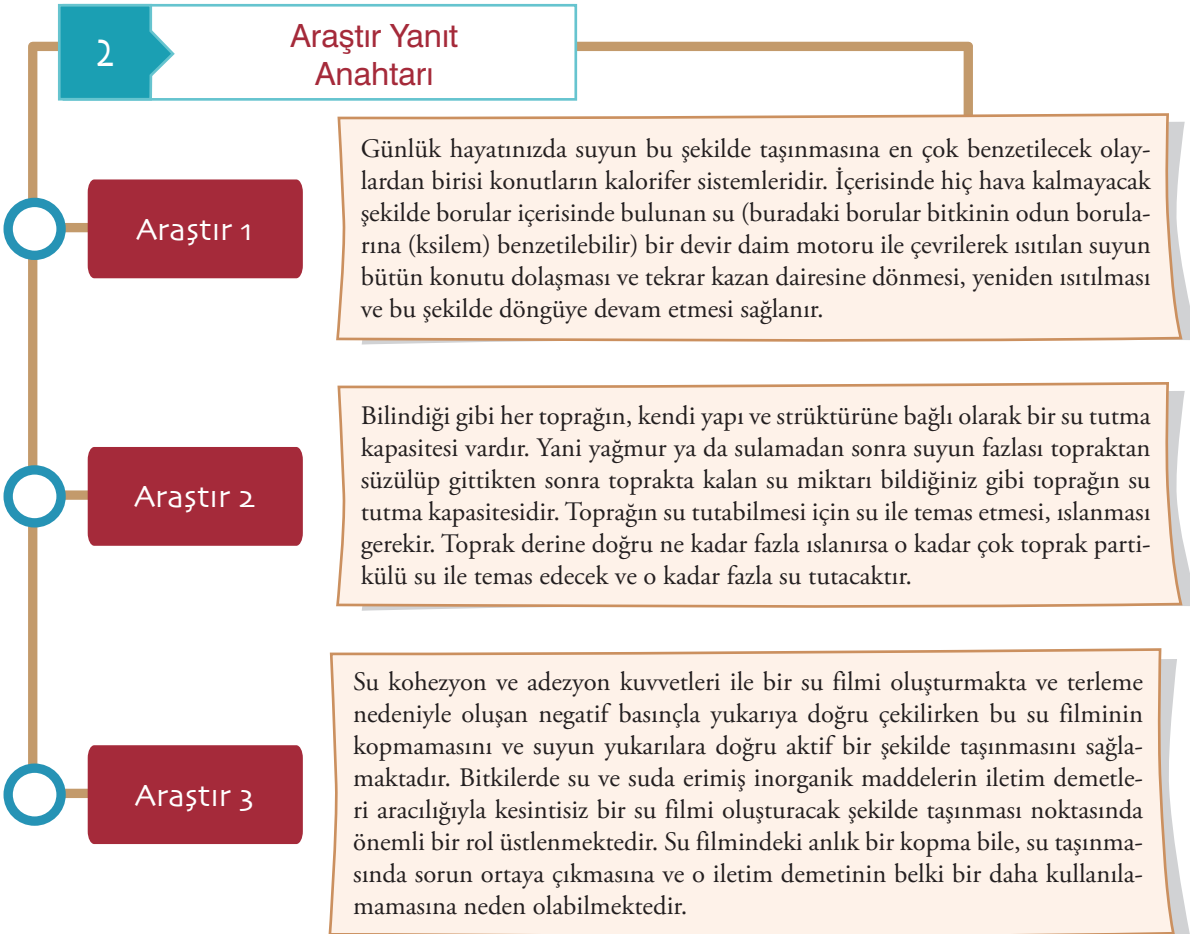 2
Araştır Yanıt
Anahtarı
Araştır 1
Günlük hayatınızda suyun bu şekilde taşınmasına en çok benzetilecek olay-
lardan birisi konutların kalorifer sistemleridir. İçerisinde hiç hava kalmayacak
şekilde borular içerisinde bulunan su (buradaki borular bitkinin odun borula-
rına (ksilem) benzetilebilir) bir devir daim motoru ile çevrilerek ısıtılan suyun
bütün konutu dolaşması ve tekrar kazan dairesine dönmesi, yeniden ısıtılması
ve bu şekilde döngüye devam etmesi sağlanır.
Araştır 2
Bilindiği gibi her toprağın, kendi yapı ve strüktürüne bağlı olarak bir su tutma
kapasitesi vardır. Yani yağmur ya da sulamadan sonra suyun fazlası topraktan
süzülüp gittikten sonra toprakta kalan su miktarı bildiğiniz gibi toprağın su
tutma kapasitesidir. Toprağın su tutabilmesi için su ile temas etmesi, ıslanması
gerekir. Toprak derine doğru ne kadar fazla ıslanırsa o kadar çok toprak parti-
külü su ile temas edecek ve o kadar fazla su tutacaktır.
Araştır 3
Su kohezyon ve adezyon kuvvetleri ile bir su filmi oluşturmakta ve terleme
nedeniyle oluşan negatif basınçla yukarıya doğru çekilirken bu su filminin
kopmamasını ve suyun yukarılara doğru aktif bir şekilde taşınmasını sağla-
maktadır. Bitkilerde su ve suda erimiş inorganik maddelerin iletim demetle-
ri aracılığıyla kesintisiz bir su filmi oluşturacak şekilde taşınması noktasında
önemli bir rol üstlenmektedir. Su filmindeki anlık bir kopma bile, su taşınma-
sında sorun ortaya çıkmasına ve o iletim demetinin belki bir daha kullanıla-
mamasına neden olabilmektedir.